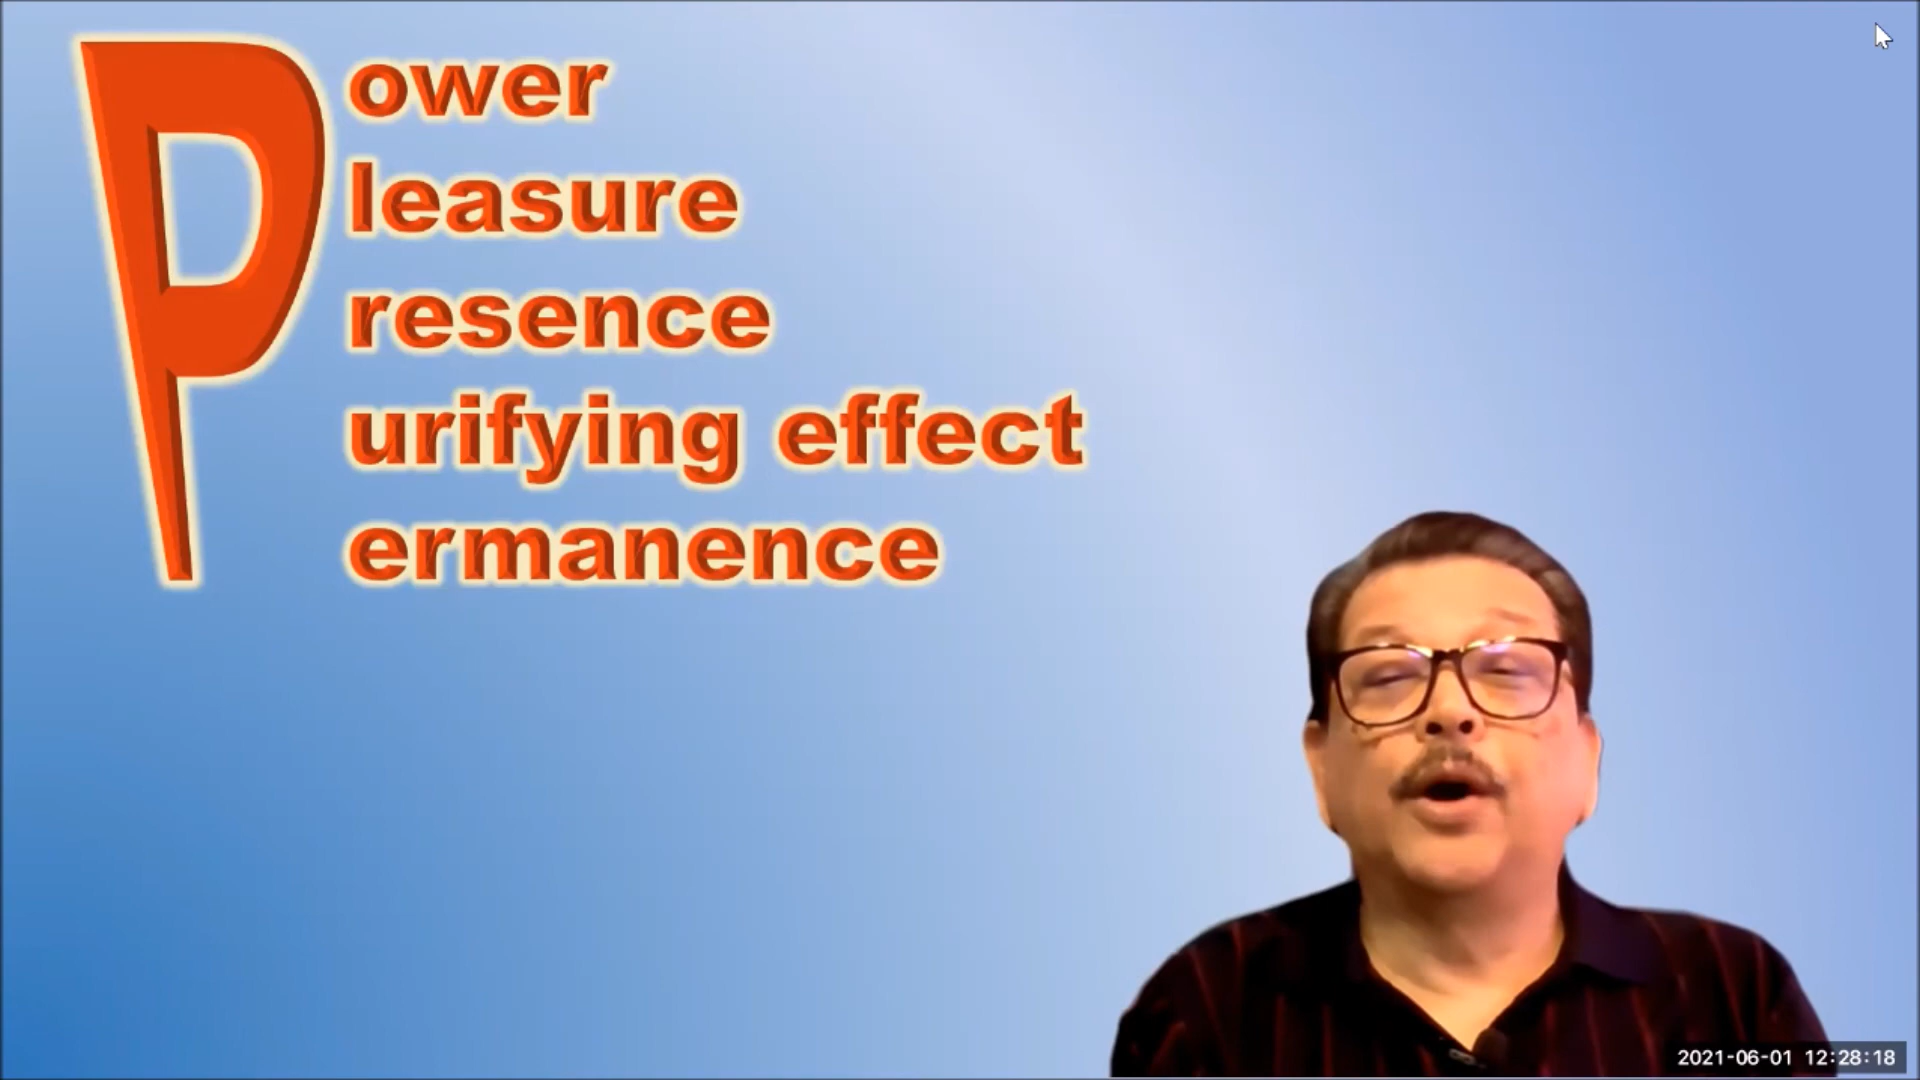 Power
Pleasure
Presence
Purifying effect
Permanence
2021-06-01 12:28:18